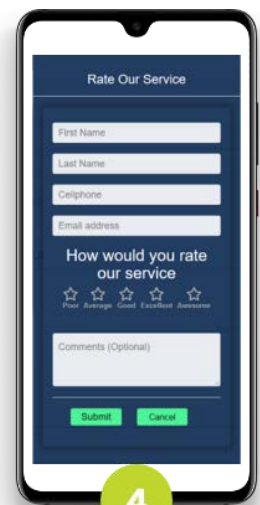 Rate Our Service
First Name
Last Name
Cellphone
Email address
How would you rate
our service
Poor Average Good Excellent Awesome
Comments (Optional)
Submit Cancel
4